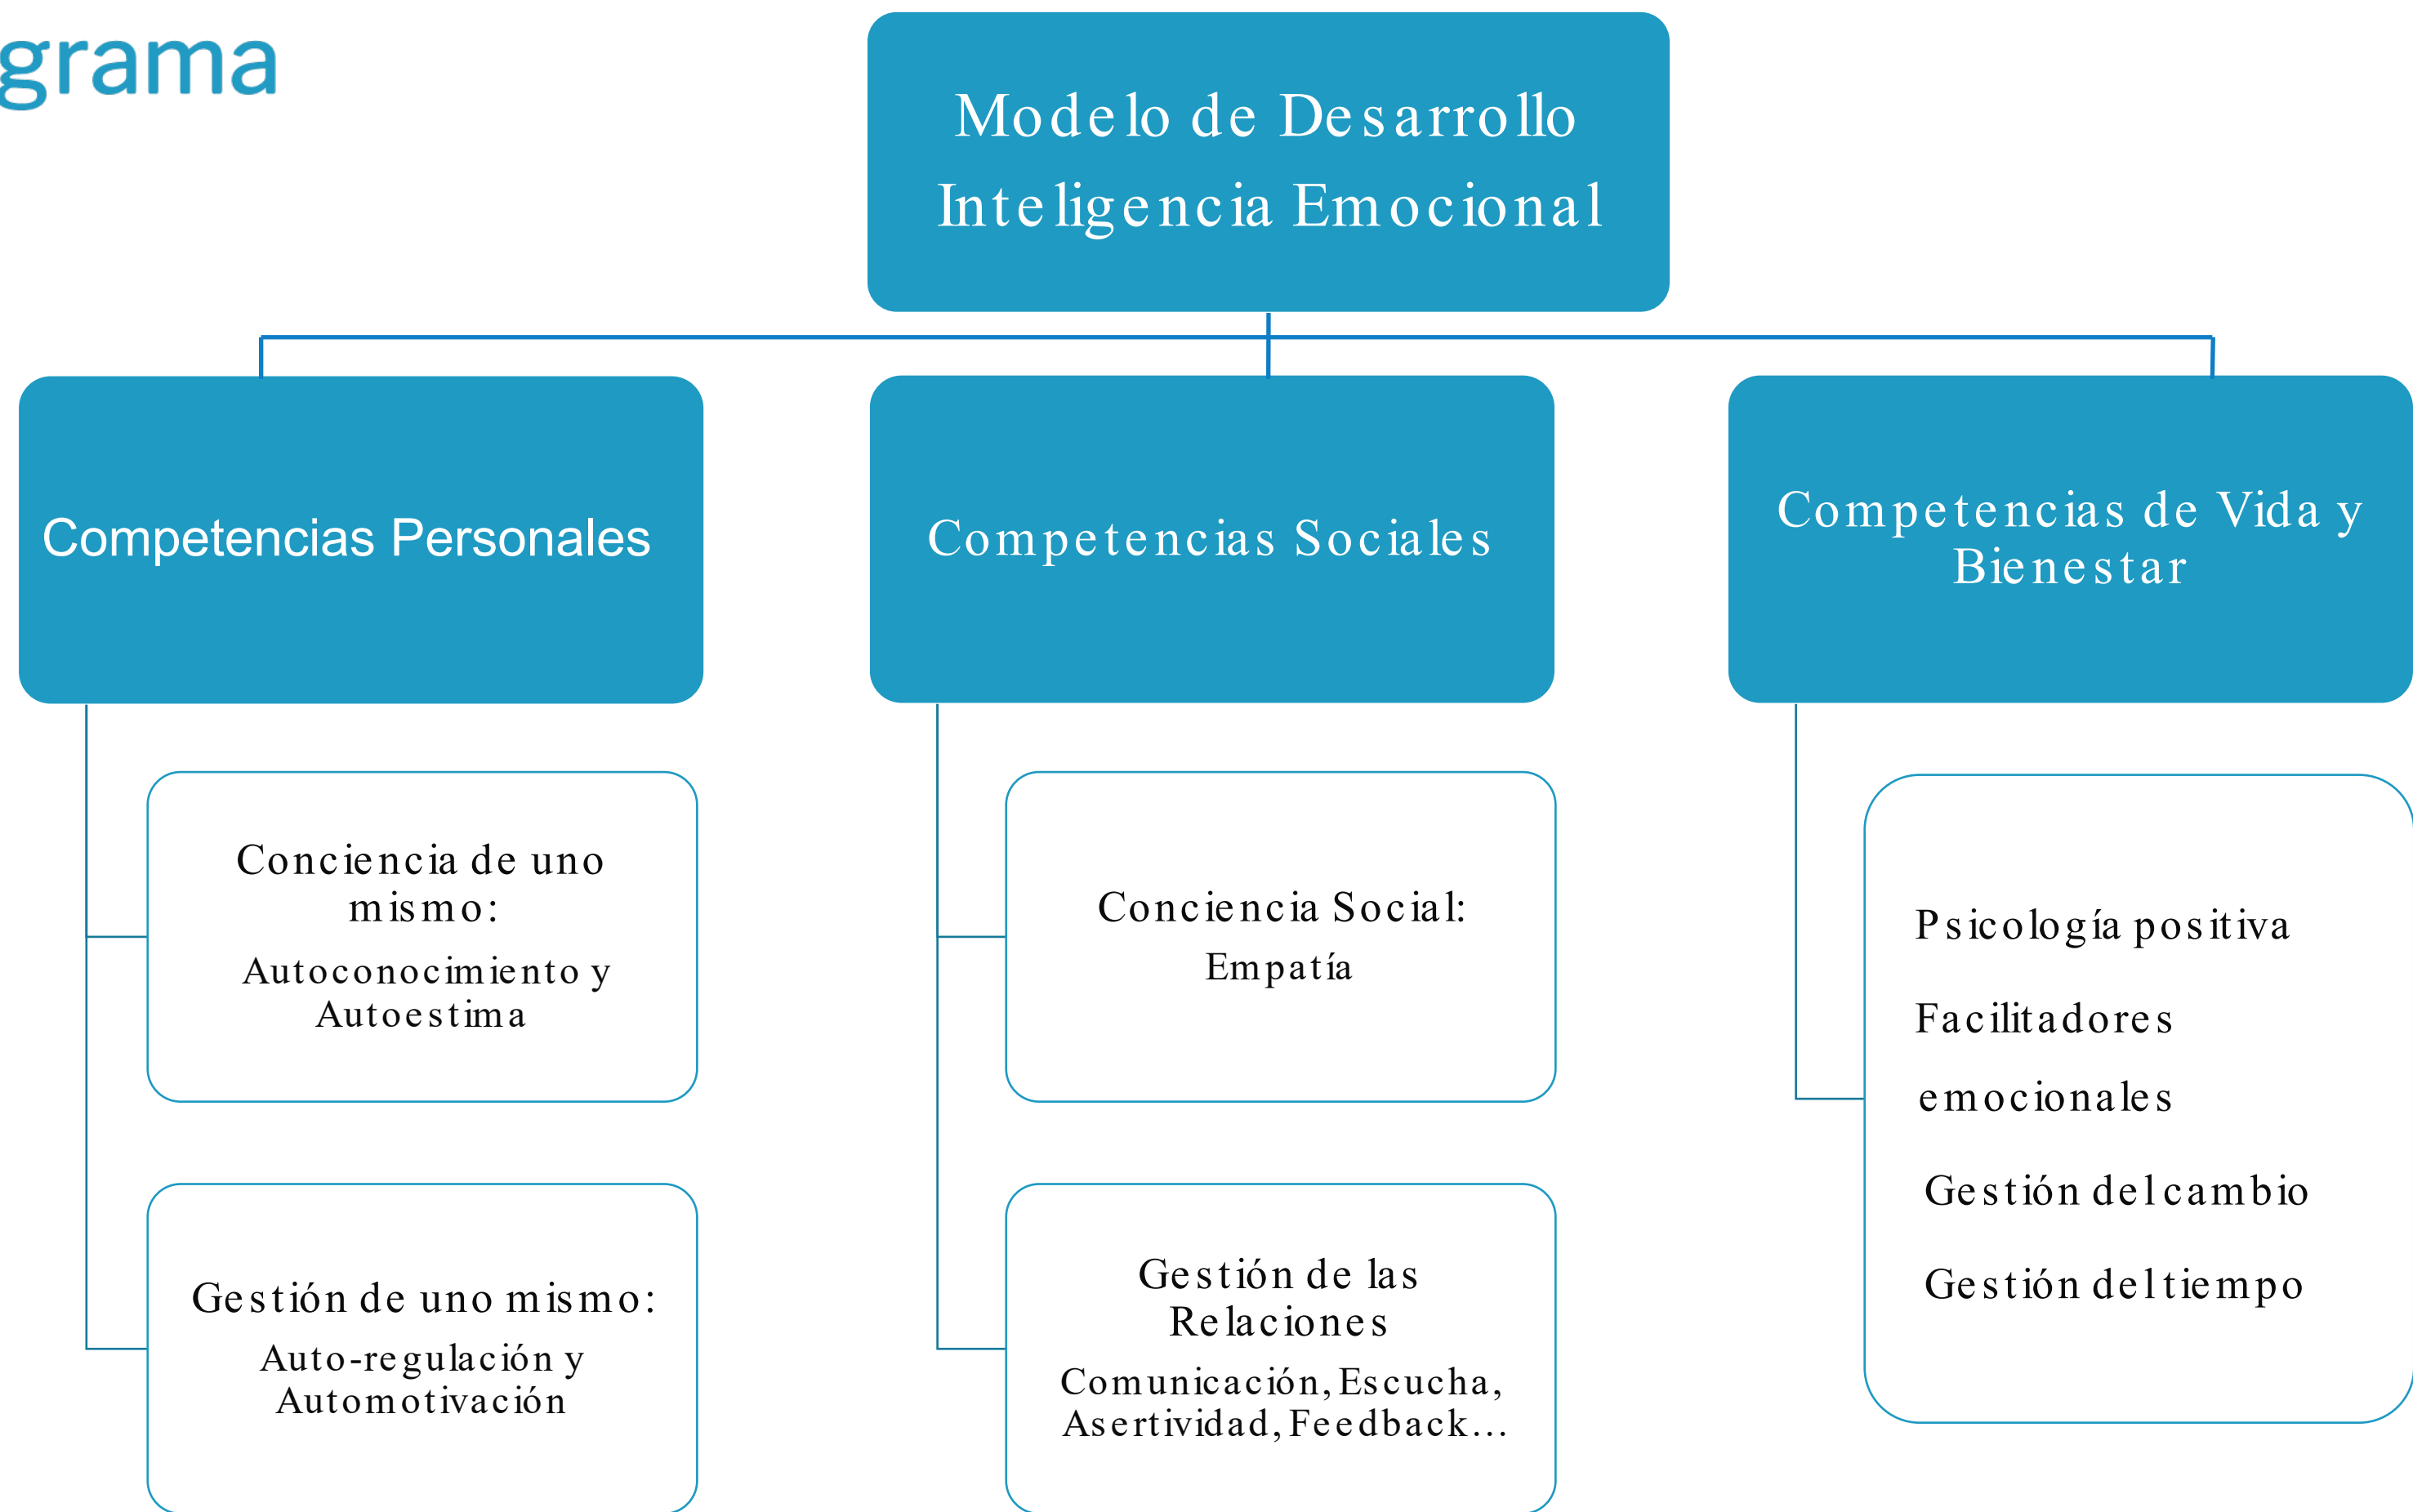 grama
Modelo de Desarrollo
Inteligencia Emocional
Competencias Personales
Competencias Sociales
Competencias de Vida y
Bienestar
Conciencia de uno
mismo:
Autoconocimiento y
Autoestima
Gestión de uno mismo:
Auto-regulación y
Automotivación
Conciencia Social:
Empatía
Gestión de las
Relaciones
Comunicación, Escucha,
Asertividad, Feedback...
Psicología positiva
Facilitadores
emocionales
Gestión del cambio
Gestión del tiempo